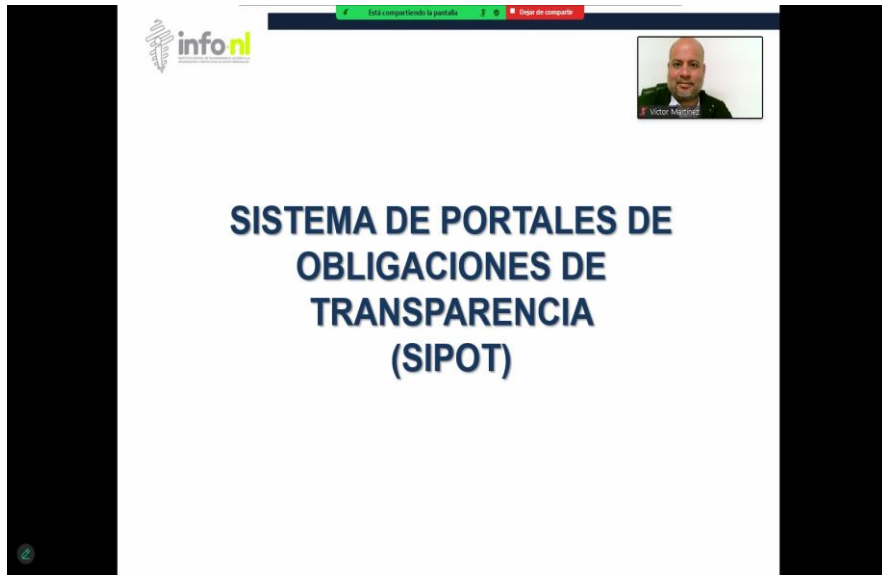 Está compartiendo la pantalla
Dejar de compartir
info nl
Víctor Martínez
SISTEMA DE PORTALES DE
OBLIGACIONES DE
TRANSPARENCIA
(SIPOT)